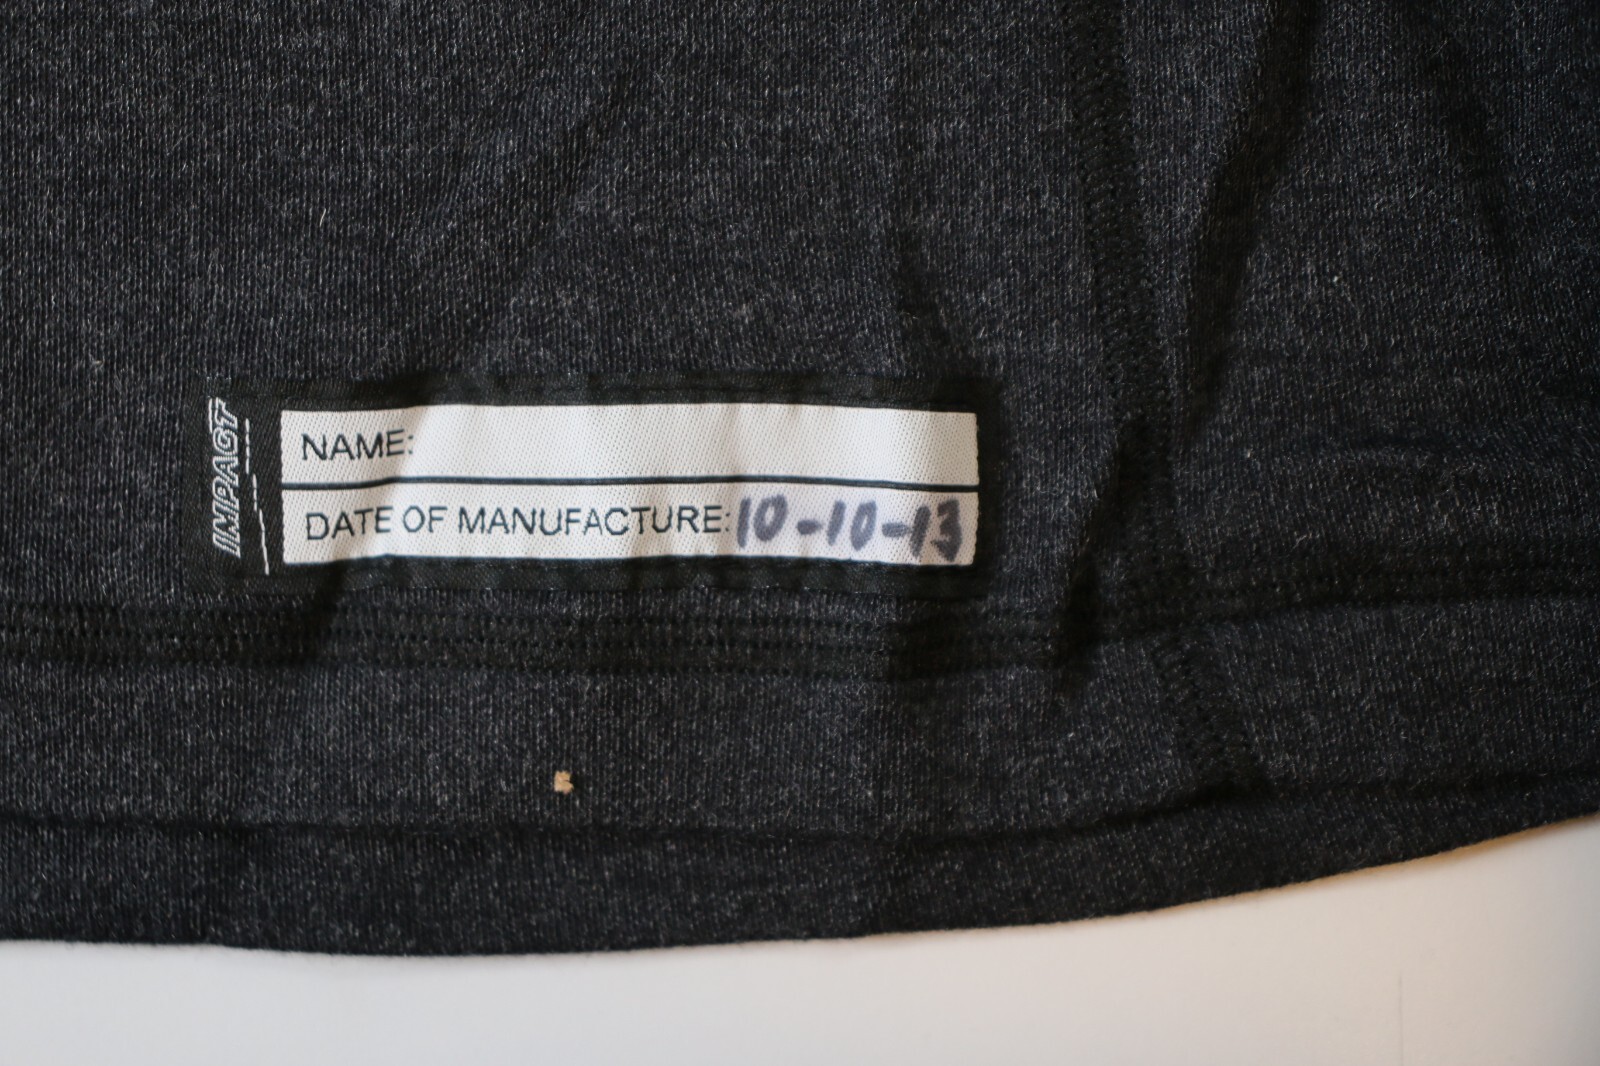 IMPACT
NAME:
DATE OF MANUFACTURE: 10-10-13